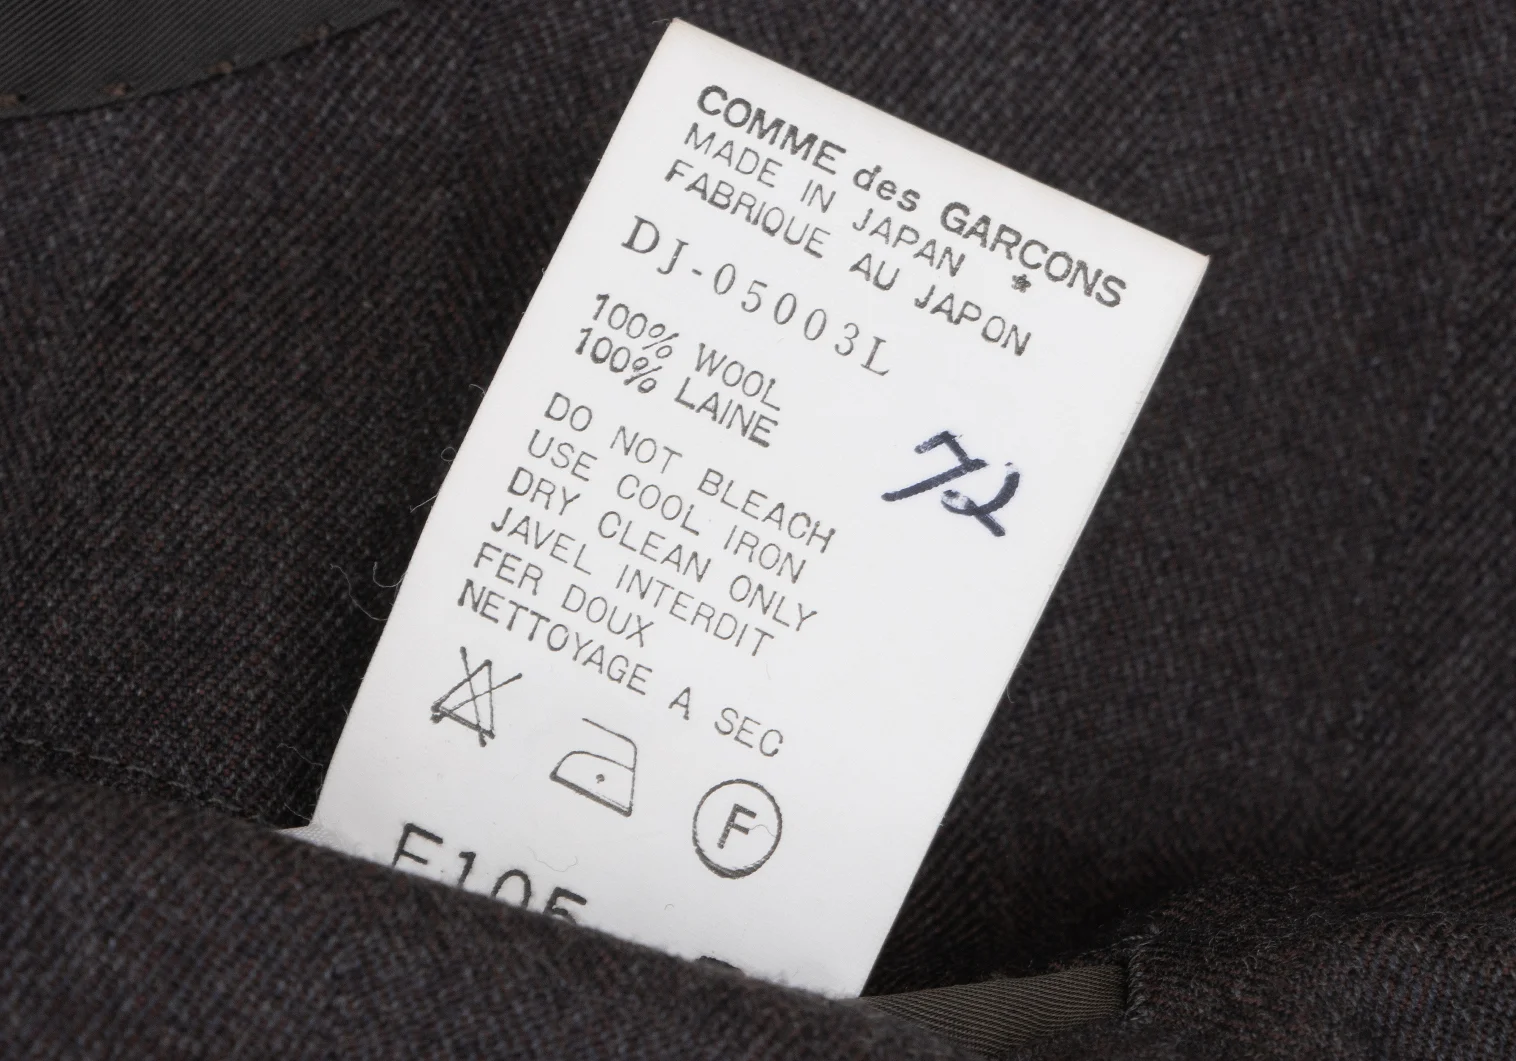 COMME des GARCONS
MADE IN JAPAN *
FABRIQUE AU JAPON
DJ-05003L
100% WOOL
100% LAINE
72
DO NOT BLEACH
USE COOL IRON
DRY CLEAN ONLY
JAVEL INTERDIT
FER DOUX
NETTOYAGE A SEC
F